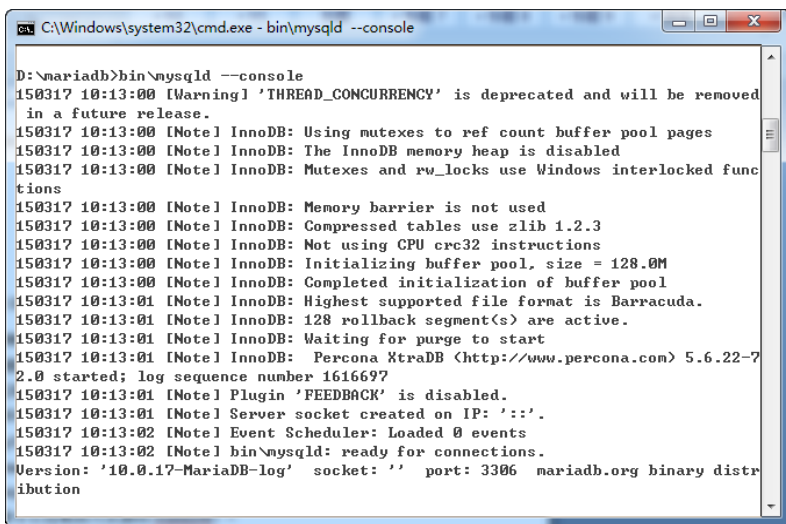 C:\Windows\system32\cmd.exe - bin\mysqld  --console
D:\mariadb>bin\mysqld --console
150317 10:13:00 [Warning] 'THREAD_CONCURRENCY' is deprecated and will be removed
 in a future release.
150317 10:13:00 [Note] InnoDB: Using mutexes to ref count buffer pool pages
150317 10:13:00 [Note] InnoDB: The InnoDB memory heap is disabled
150317 10:13:00 [Note] InnoDB: Mutexes and rw_locks use Windows interlocked func
tions
150317 10:13:00 [Note] InnoDB: Memory barrier is not used
150317 10:13:00 [Note] InnoDB: Compressed tables use zlib 1.2.3
150317 10:13:00 [Note] InnoDB: Not using CPU crc32 instructions
150317 10:13:00 [Note] InnoDB: Initializing buffer pool, size = 128.0M
150317 10:13:00 [Note] InnoDB: Completed initialization of buffer pool
150317 10:13:01 [Note] InnoDB: Highest supported file format is Barracuda.
150317 10:13:01 [Note] InnoDB: 128 rollback segment(s) are active.
150317 10:13:01 [Note] InnoDB: Waiting for purge to start
150317 10:13:01 [Note] InnoDB:  Percona XtraDB (http://www.percona.com) 5.6.22-7
2.0 started; log sequence number 1616697
150317 10:13:01 [Note] Plugin 'FEEDBACK' is disabled.
150317 10:13:01 [Note] Server socket created on IP: '::'.
150317 10:13:02 [Note] Event Scheduler: Loaded 0 events
150317 10:13:02 [Note] bin\mysqld: ready for connections.
Version: '10.0.17-MariaDB-log'  socket: ''  port: 3306  mariadb.org binary distr
ibution